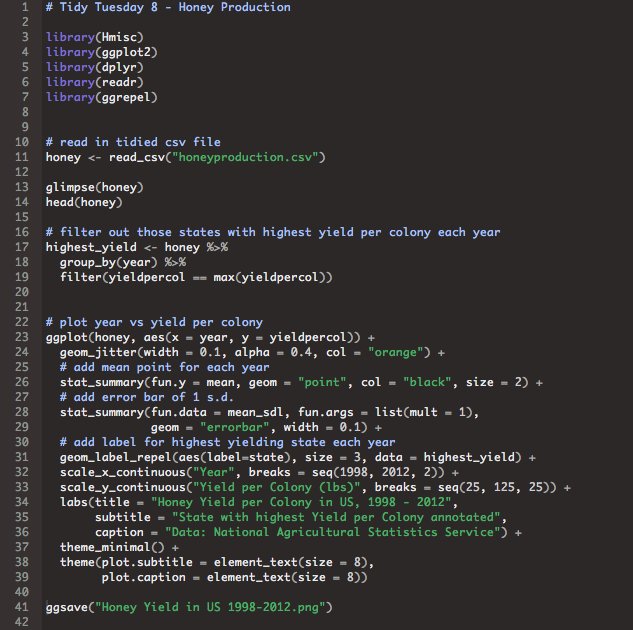 1 # Tidy Tuesday 8 - Honey Production
2
3 library(Hmisc)
4 library(ggplot2)
5 library(dplyr)
6 library(readr)
7 library(ggrepel)
8
9
10 # read in tidied csv file
11 honey <- read_csv("honeyproduction.csv")
12
13 glimpse(honey)
14 head(honey)
15
16 # filter out those states with highest yield per colony each year
17 highest_yield <- honey %>%
18   group_by(year) %>%
19   filter(yieldpercol == max(yieldpercol))
20
21
22 # plot year vs yield per colony
23 ggplot(honey, aes(x = year, y = yieldpercol)) +
24   geom_jitter(width = 0.1, alpha = 0.4, col = "orange") +
25   # add mean point for each year
26   stat_summary(fun.y = mean, geom = "point", col = "black", size = 2) +
27   # add error bar of 1 s.d.
28   stat_summary(fun.data = mean_sdl, fun.args = list(mult = 1),
29                geom = "errorbar", width = 0.1) +
30   # add label for highest yielding state each year
31   geom_label_repel(aes(label=state), size = 3, data = highest_yield) +
32   scale_x_continuous("Year", breaks = seq(1998, 2012, 2)) +
33   scale_y_continuous("Yield per Colony (lbs)", breaks = seq(25, 125, 25)) +
34   labs(title = "Honey Yield per Colony in US, 1998 - 2012",
35        subtitle = "State with highest Yield per Colony annotated",
36        caption = "Data: National Agricultural Statistics Service") +
37   theme_minimal() +
38   theme(plot.subtitle = element_text(size = 8),
39         plot.caption = element_text(size = 8))
40
41 ggsave("Honey Yield in US 1998-2012.png")
42